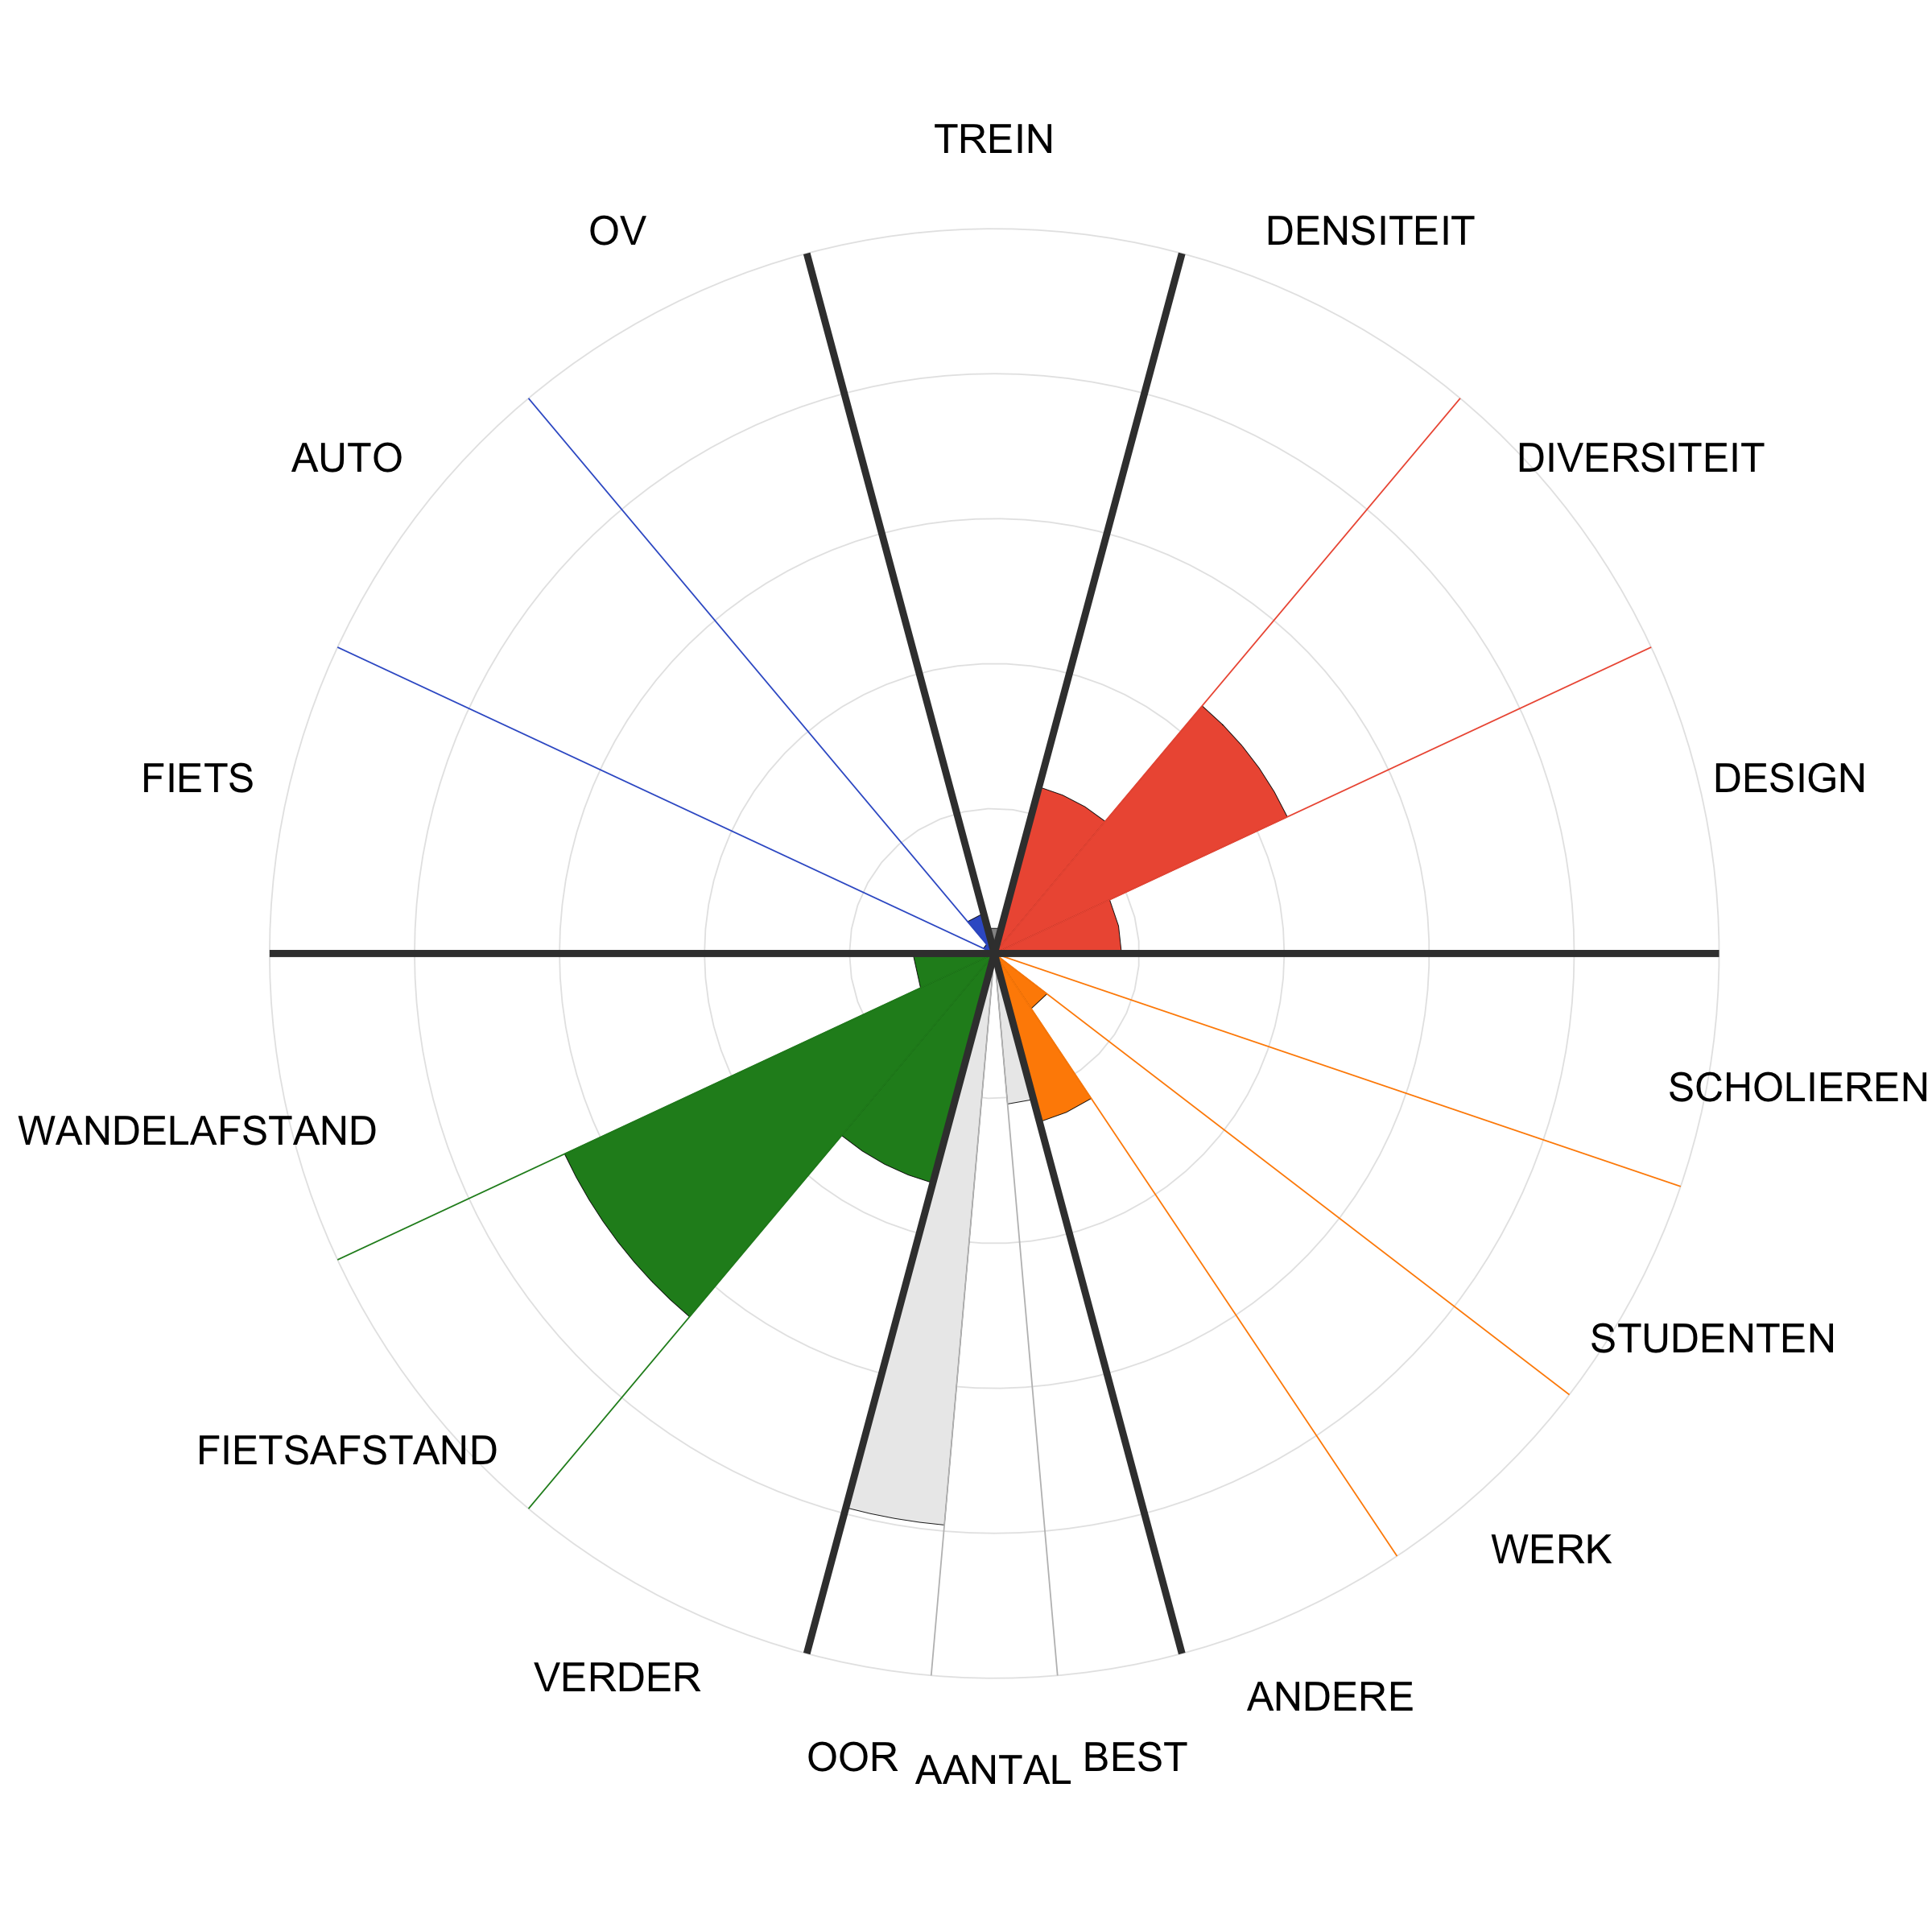 TREIN
OV
DENSITEIT
AUTO
DIVERSITEIT
FIETS
DESIGN
SCHOLIEREN
WANDELAFSTAND
STUDENTEN
FIETSAFSTAND
WERK
VERDER
ANDERE
OOR
AANTAL
BEST